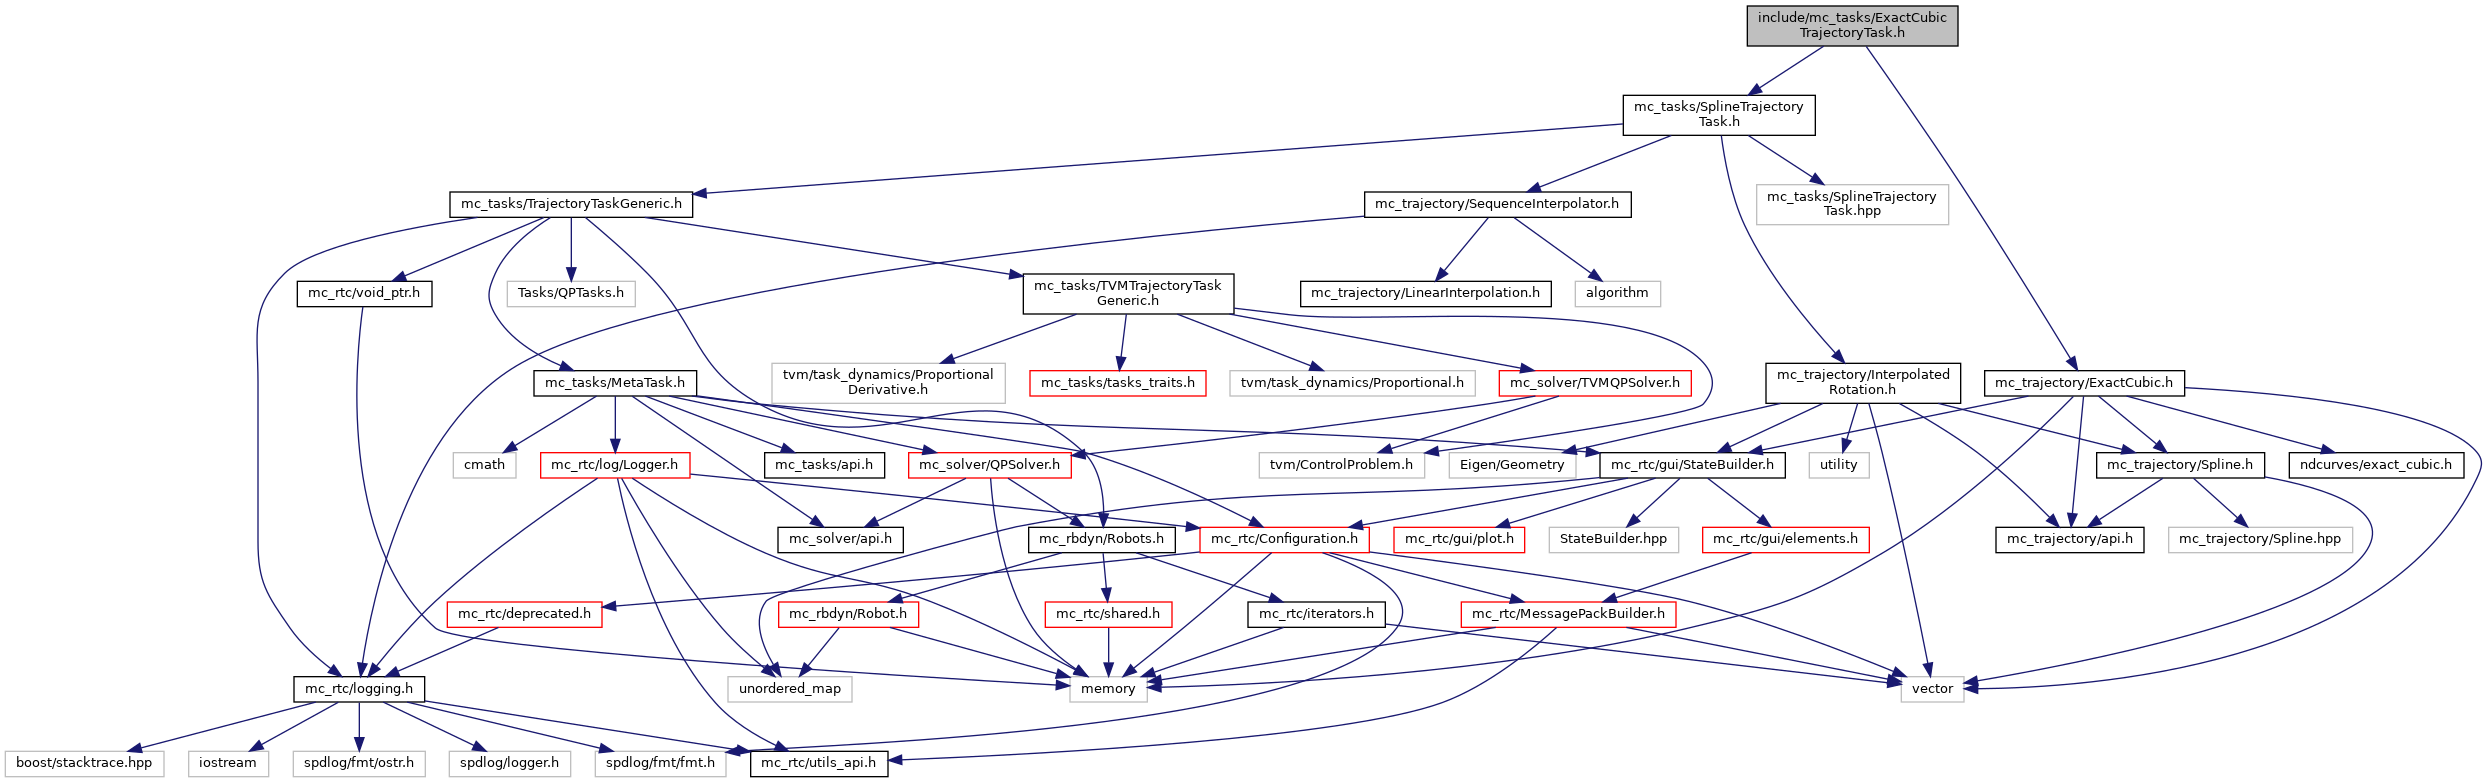 include/mc_tasks/ExactCubic
TrajectoryTask.h
mc_tasks/SplineTrajectory
Task.h
mc_tasks/TrajectoryTaskGeneric.h
mc_trajectory/SequenceInterpolator.h
mc_tasks/SplineTrajectory
Task.hpp
mc_rtc/void_ptr.h
Tasks/QPTasks.h
mc_tasks/TVMTrajectoryTask
Generic.h
mc_trajectory/LinearInterpolation.h
algorithm
mc_tasks/MetaTask.h
tvm/task_dynamics/Proportional
Derivative.h
mc_tasks/tasks_traits.h
tvm/task_dynamics/Proportional.h
mc_solver/TVMQPSolver.h
mc_trajectory/Interpolated
Rotation.h
mc_trajectory/ExactCubic.h
cmath
mc_rtc/log/Logger.h
mc_tasks/api.h
mc_solver/QPSolver.h
tvm/ControlProblem.h
Eigen/Geometry
mc_rtc/gui/StateBuilder.h
utility
mc_trajectory/Spline.h
ndcurves/exact_cubic.h
mc_solver/api.h
mc_rbdyn/Robots.h
mc_rtc/Configuration.h
mc_rtc/gui/plot.h
StateBuilder.hpp
mc_rtc/gui/elements.h
mc_trajectory/api.h
mc_trajectory/Spline.hpp
mc_rtc/deprecated.h
mc_rbdyn/Robot.h
mc_rtc/shared.h
mc_rtc/iterators.h
mc_rtc/MessagePackBuilder.h
mc_rtc/logging.h
unordered_map
memory
vector
boost/stacktrace.hpp
iostream
spdlog/fmt/ostr.h
spdlog/logger.h
spdlog/fmt/fmt.h
mc_rtc/utils_api.h